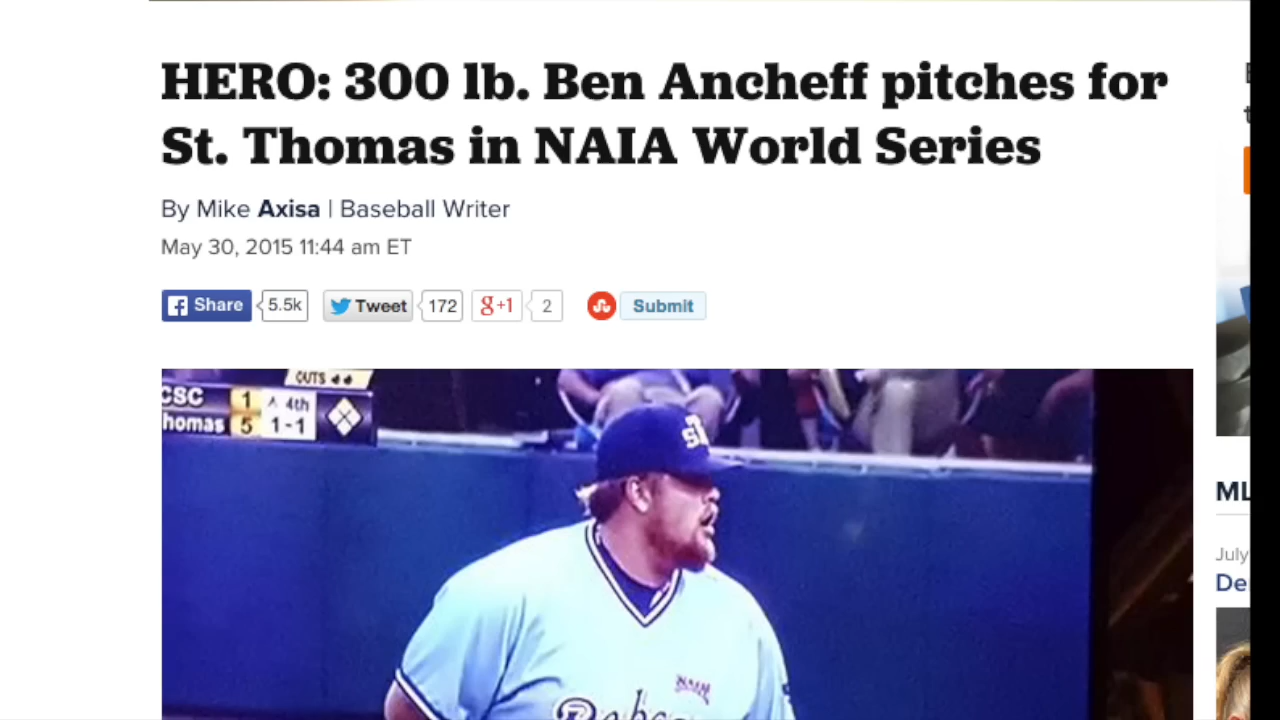 HERO: 300 lb. Ben Ancheff pitches for
St. Thomas in NAIA World Series
By Mike Axisa | Baseball Writer
May 30, 2015 11:44 am ET
Share 5.5k Tweet 172 g+1 2 Submit
OUTS
CSC 1 4th
homas 5 1-1
ML
NAIA
July
De